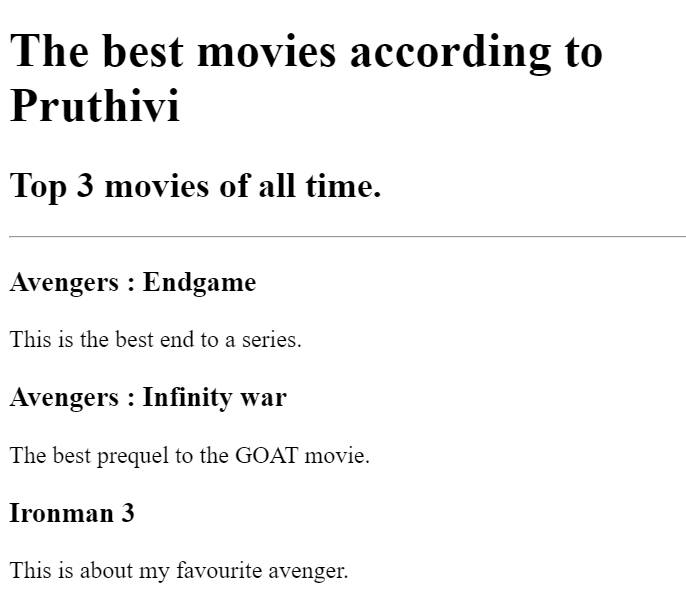 The best movies according to
Pruthivi
Top 3 movies of all time.
Avengers : Endgame
This is the best end to a series.
Avengers : Infinity war
The best prequel to the GOAT movie.
Ironman 3
This is about my favourite avenger.